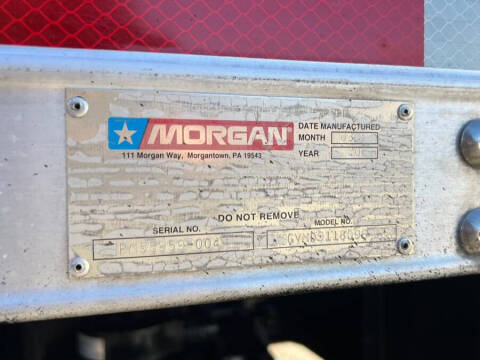 MORGAN
111 Morgan Way, Morgantown, PA 19543
DATE MANUFACTURED
MONTH
YEAR
DO NOT REMOVE
SERIAL NO.
MODEL NO.